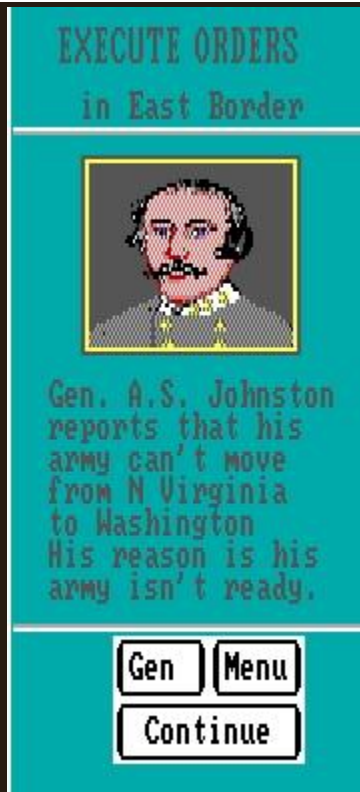 EXECUTE ORDERS
in East Border
Gen. A.S. Johnston
reports that his
army can't move
from N Virginia
to Washington
His reason is his
army isn't ready.
Gen Menu
Continue